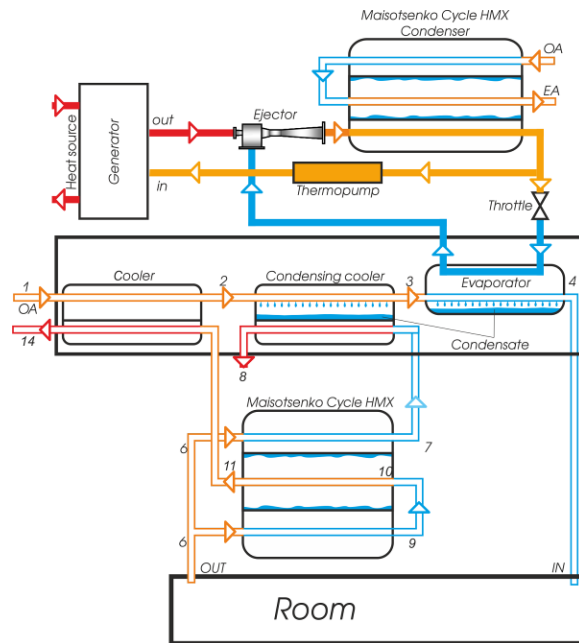 Maisotsenko Cycle HMX
Condenser
OA
EA
out
Ejector
Heat source
Generator
in
Thermopump
Throttle
1
Cooler
2
Condensing cooler
3
Evaporator
4
OA
14
Condensate
8
Maisotsenko Cycle HMX
6
7
11
10
6
9
OUT
IN
Room